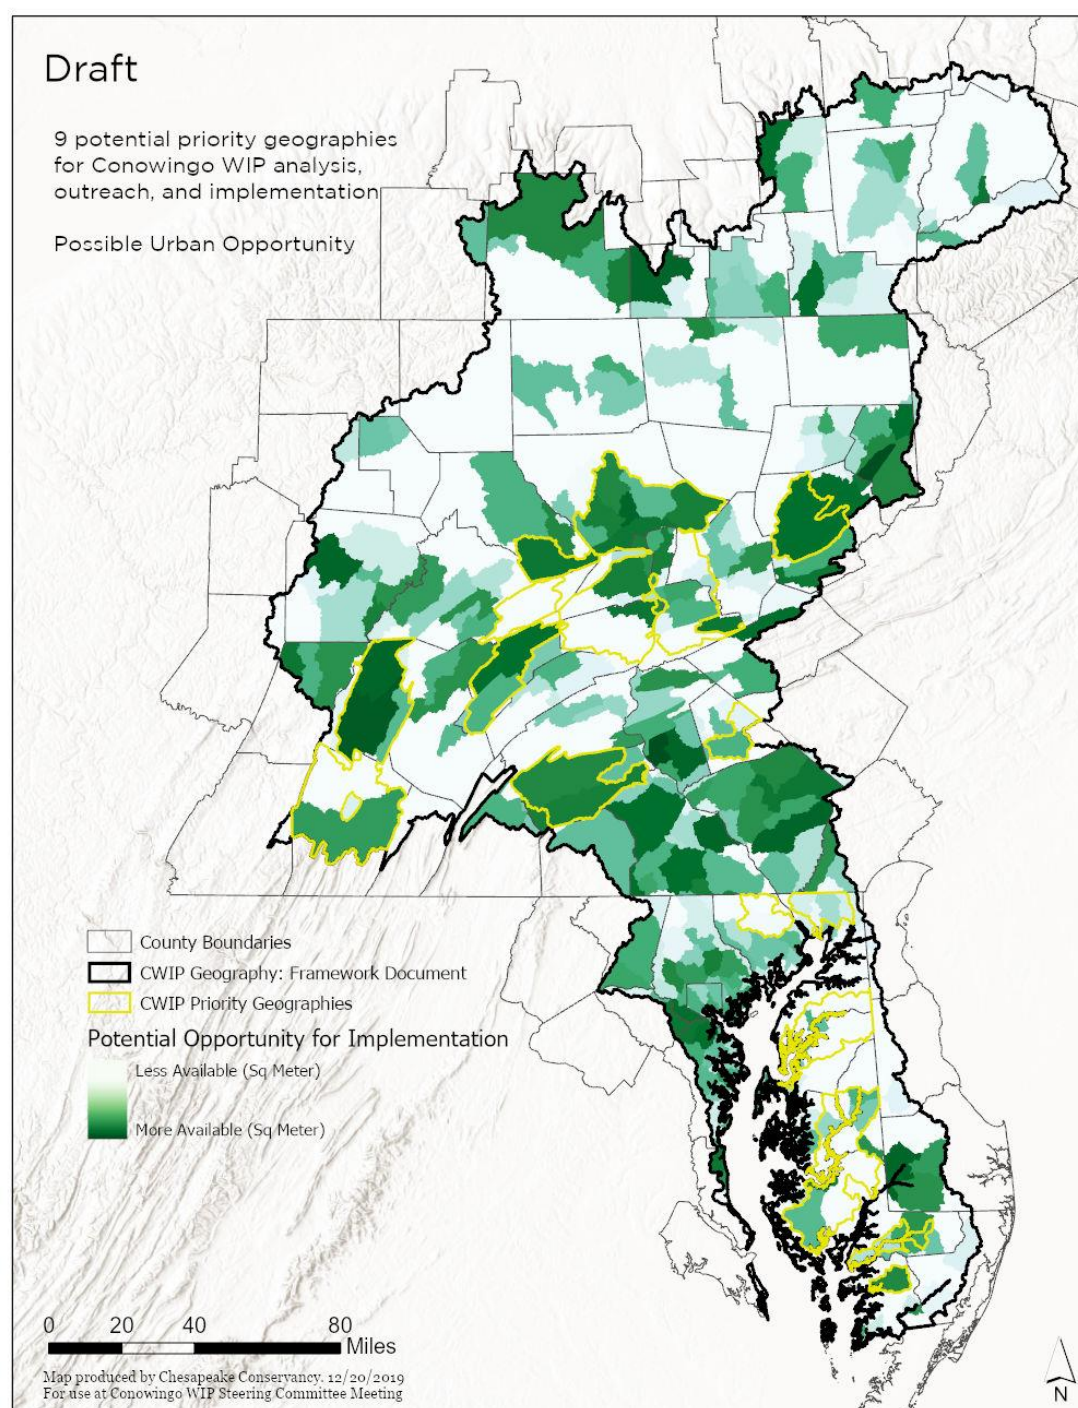 Draft
9 potential priority geographies
for Conowingo WIP analysis,
outreach, and implementation
Possible Urban Opportunity
County Boundaries
CWIP Geography: Framework Document
CWIP Priority Geographies
Potential Opportunity for Implementation
Less Available (Sq Meter)
More Available (Sq Meter)
0 20 40 80
Miles
Map produced by Chesapeake Conservancy. 12/20/2019
For use at Conowingo WIP Steering Committee Meeting
N